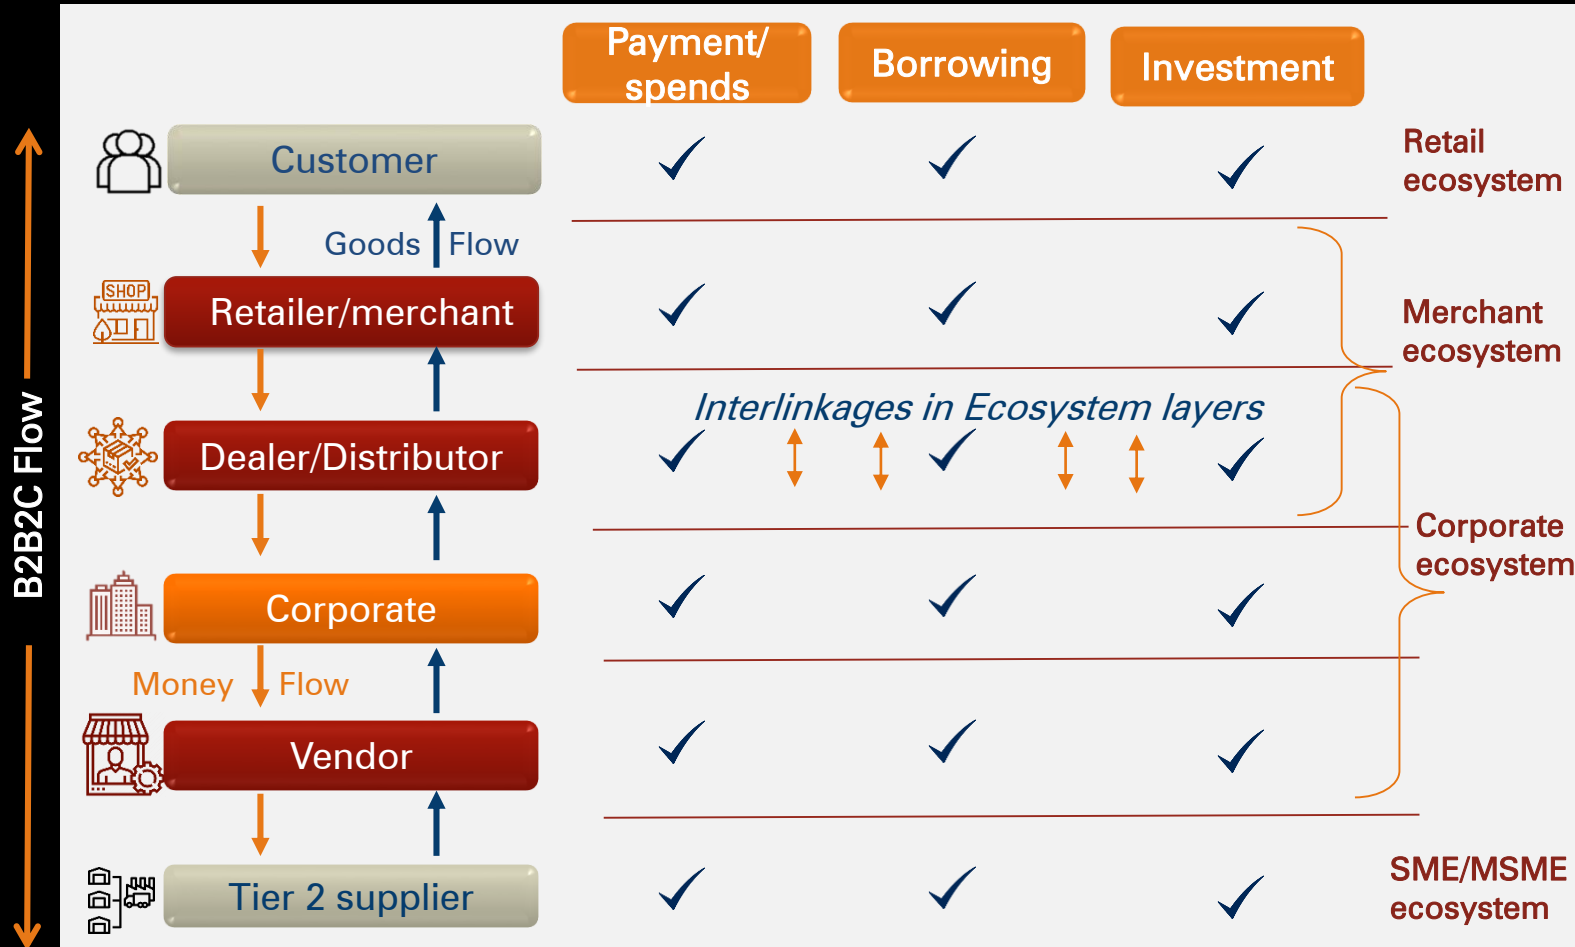 Payment/
spends
Borrowing
Investment
Customer
Retail
ecosystem
Goods Flow
SHOP
Retailer/merchant
Merchant
ecosystem
Interlinkages in Ecosystem layers
Dealer/Distributor
B2B2C Flow
Corporate
ecosystem
Corporate
Money Flow
Vendor
Tier 2 supplier
SME/MSME
ecosystem